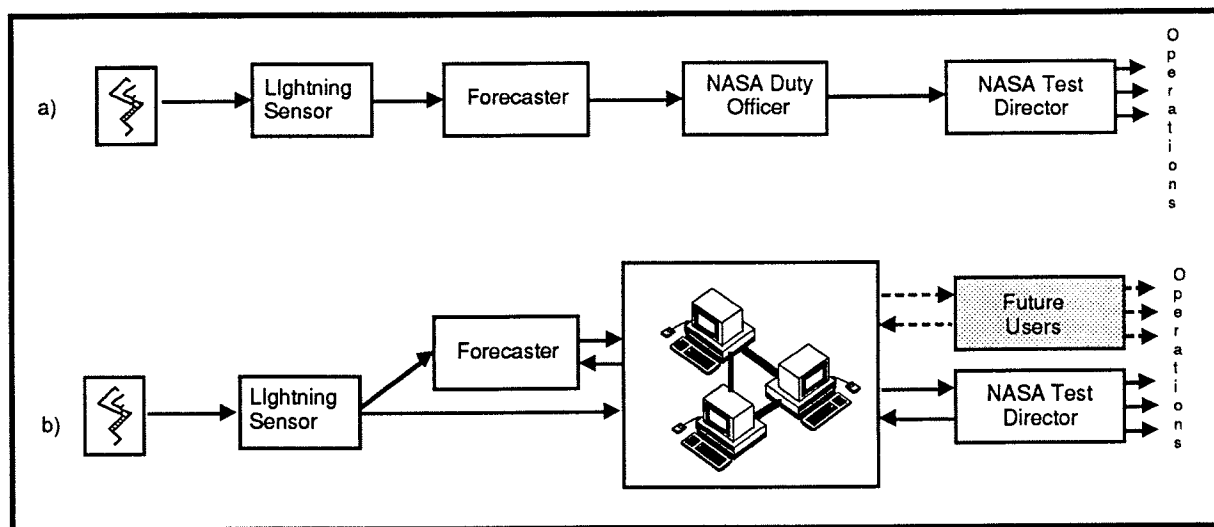 a)
LIghtning
Sensor
Forecaster
NASA Duty
Officer
NASA Test
Director
Operations
b)
LIghtning
Sensor
Forecaster
Future
Users
NASA Test
Director
Operations